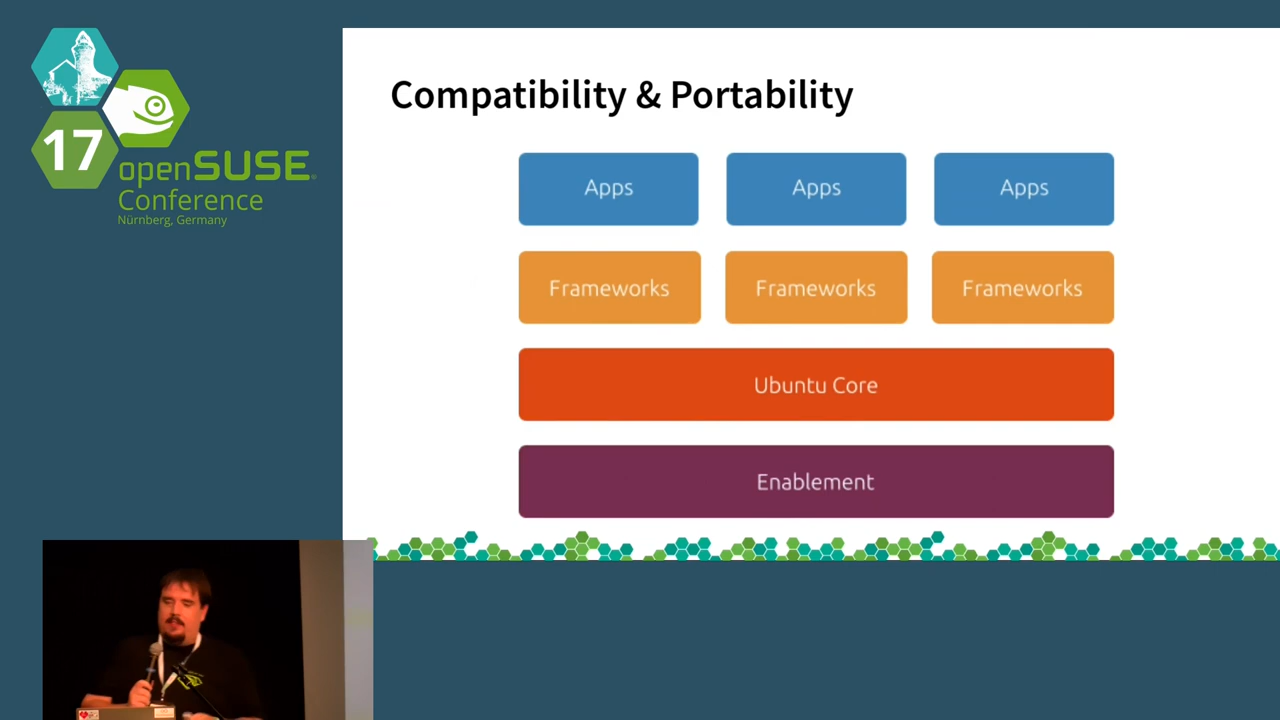 17
openSUSE
Conference
Nürnberg, Germany
Compatibility & Portability
Apps
Apps
Apps
Frameworks
Frameworks
Frameworks
Ubuntu Core
Enablement